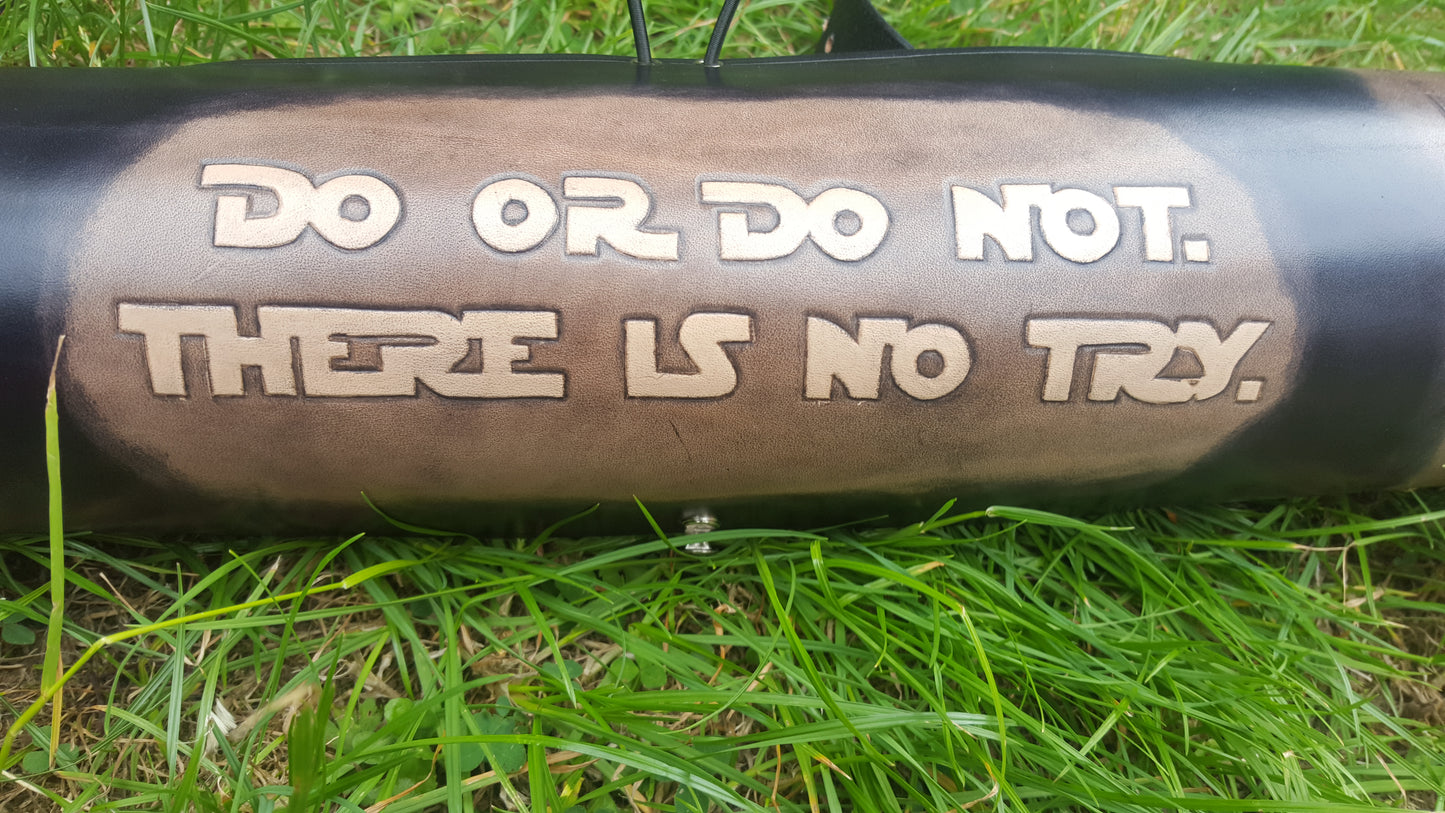 DO OR DO NOT.
THERE IS NO TRY.